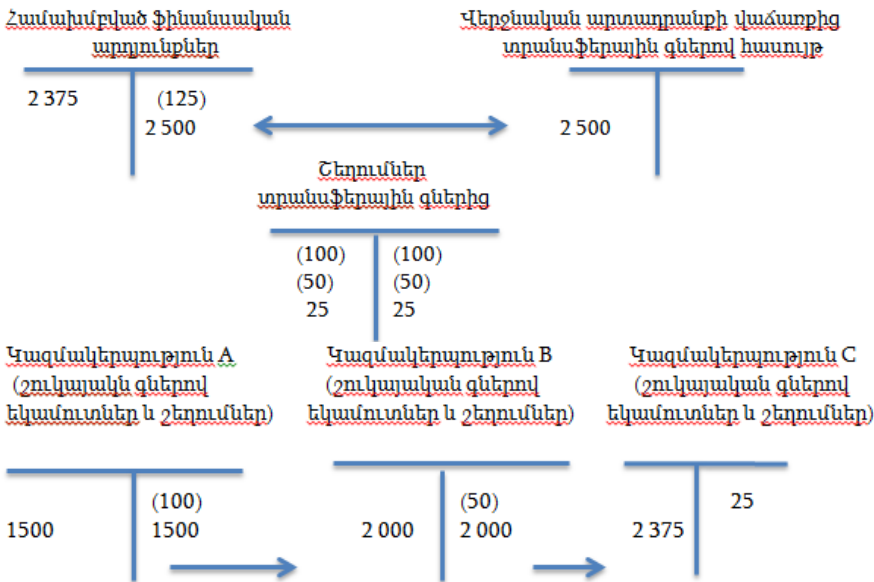 Համախմբված ֆինանսական
արդյունքներ
Վերջնական արտադրանքի վաճառքից
տրանսֆերային գներով հասույթ
2 375
(125)
2 500
2 500
Շեղումներ
տրանսֆերային գներից
(100) (100)
(50) (50)
25 25
Կազմակերպություն A
(շուկայակն գներով
եկամուտներ և շեղումներ)
Կազմակերպություն B
(շուկայական գներով
եկամուտներ և շեղումներ)
Կազմակերպություն C
(շուկայական գներով
եկամուտներ և շեղումներ)
(100)
1500 1500
(50)
2 000 2 000
25
2 375